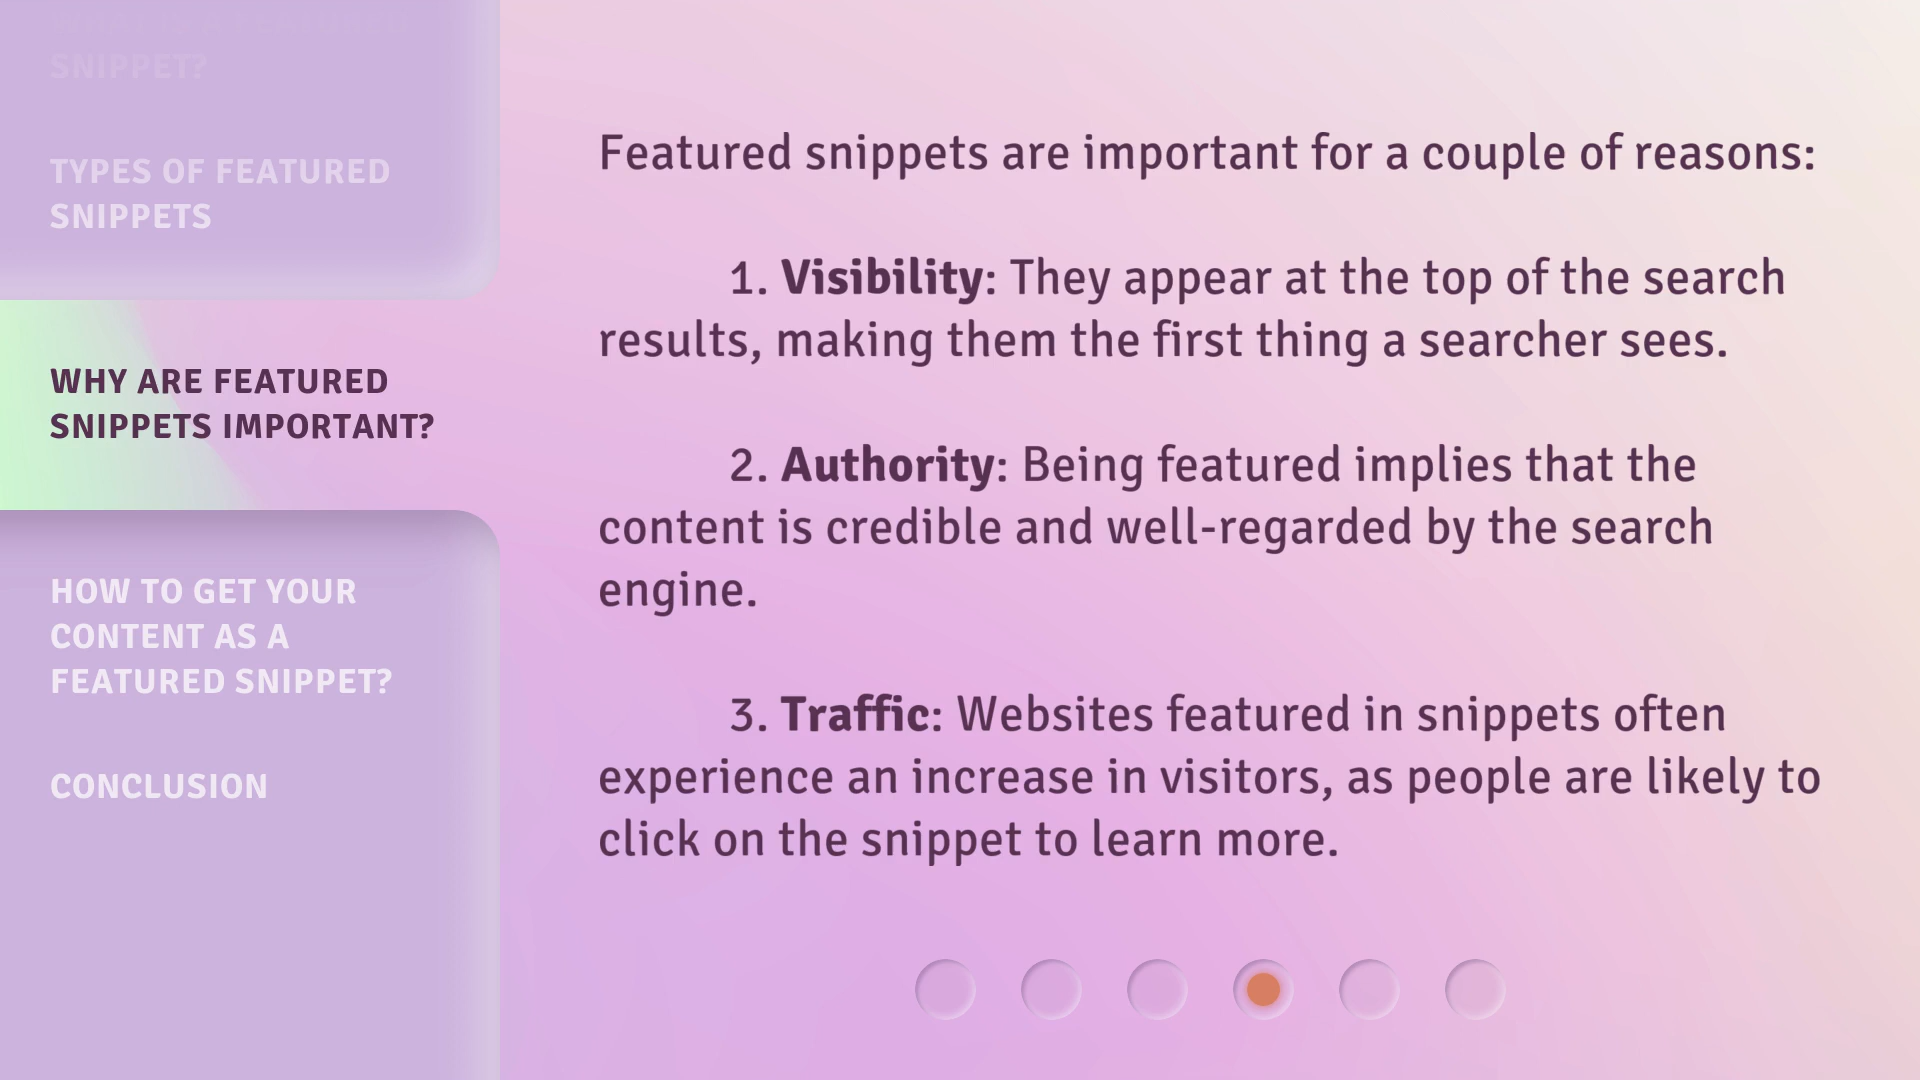 WHAT IS A FEATURED
SNIPPET?
TYPES OF FEATURED
SNIPPETS
WHY ARE FEATURED
SNIPPETS IMPORTANT?
HOW TO GET YOUR
CONTENT AS A
FEATURED SNIPPET?
CONCLUSION
Featured snippets are important for a couple of reasons:
1. Visibility: They appear at the top of the search
results, making them the first thing a searcher sees.
2. Authority: Being featured implies that the
content is credible and well-regarded by the search
engine.
3. Traffic: Websites featured in snippets often
experience an increase in visitors, as people are likely to
click on the snippet to learn more.